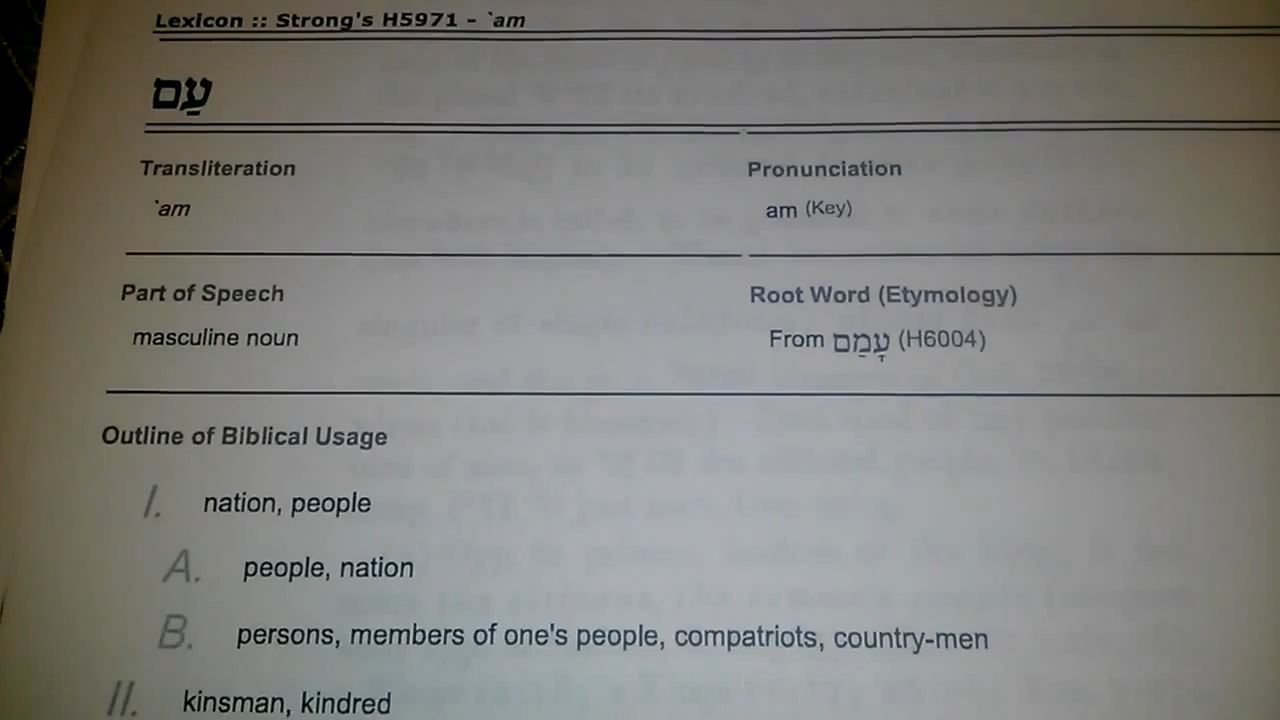 Lexicon :: Strong's H5971 - `am
עַם
Transliteration
Pronunciation
`am
am (Key)
Part of Speech
Root Word (Etymology)
masculine noun
From עָמַם (H6004)
Outline of Biblical Usage
I. nation, people
A. people, nation
B. persons, members of one's people, compatriots, country-men
II. kinsman, kindred